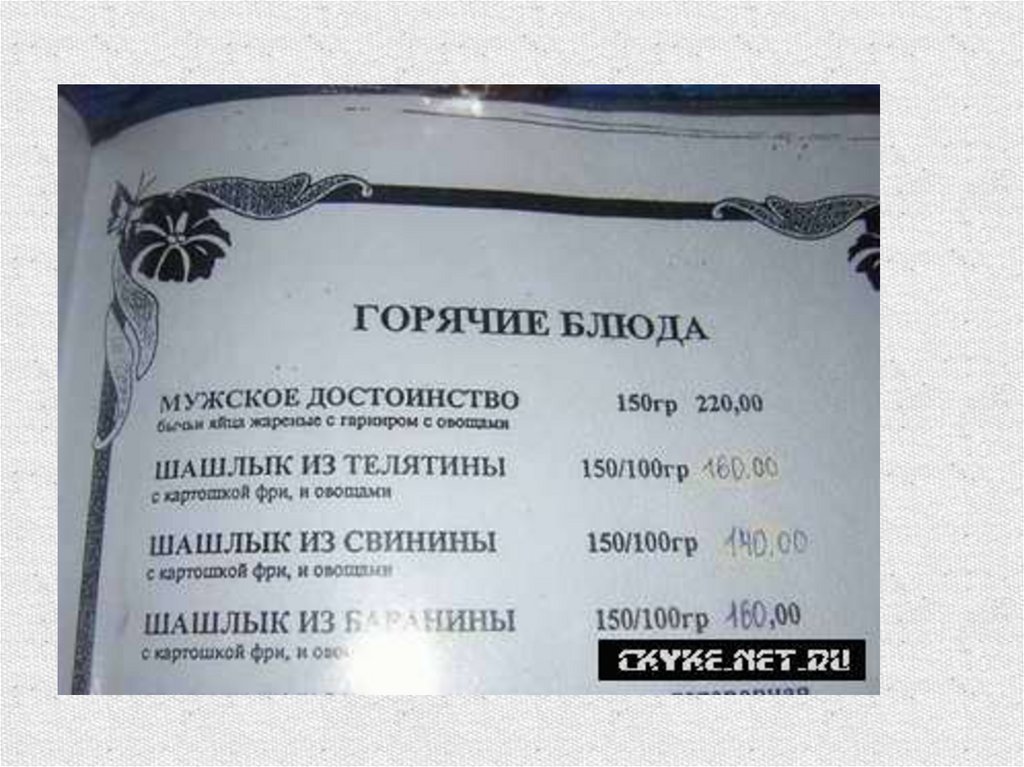 ГОРЯЧИЕ БЛЮДА
МУЖСКОЕ ДОСТОИНСТВО 150гр 220,00
бычьи яйца жареные с гарниром с овощами
ШАШЛЫК ИЗ ТЕЛЯТИНЫ 150/100гр 160.00
с картошкой фри, и овощами
ШАШЛЫК ИЗ СВИНИНЫ 150/100гр 140,00
с картошкой фри, и овощами
ШАШЛЫК ИЗ БАРАНИНЫ 150/100гр 160,00
с картошкой фри, и
CKYKE.NET.RU